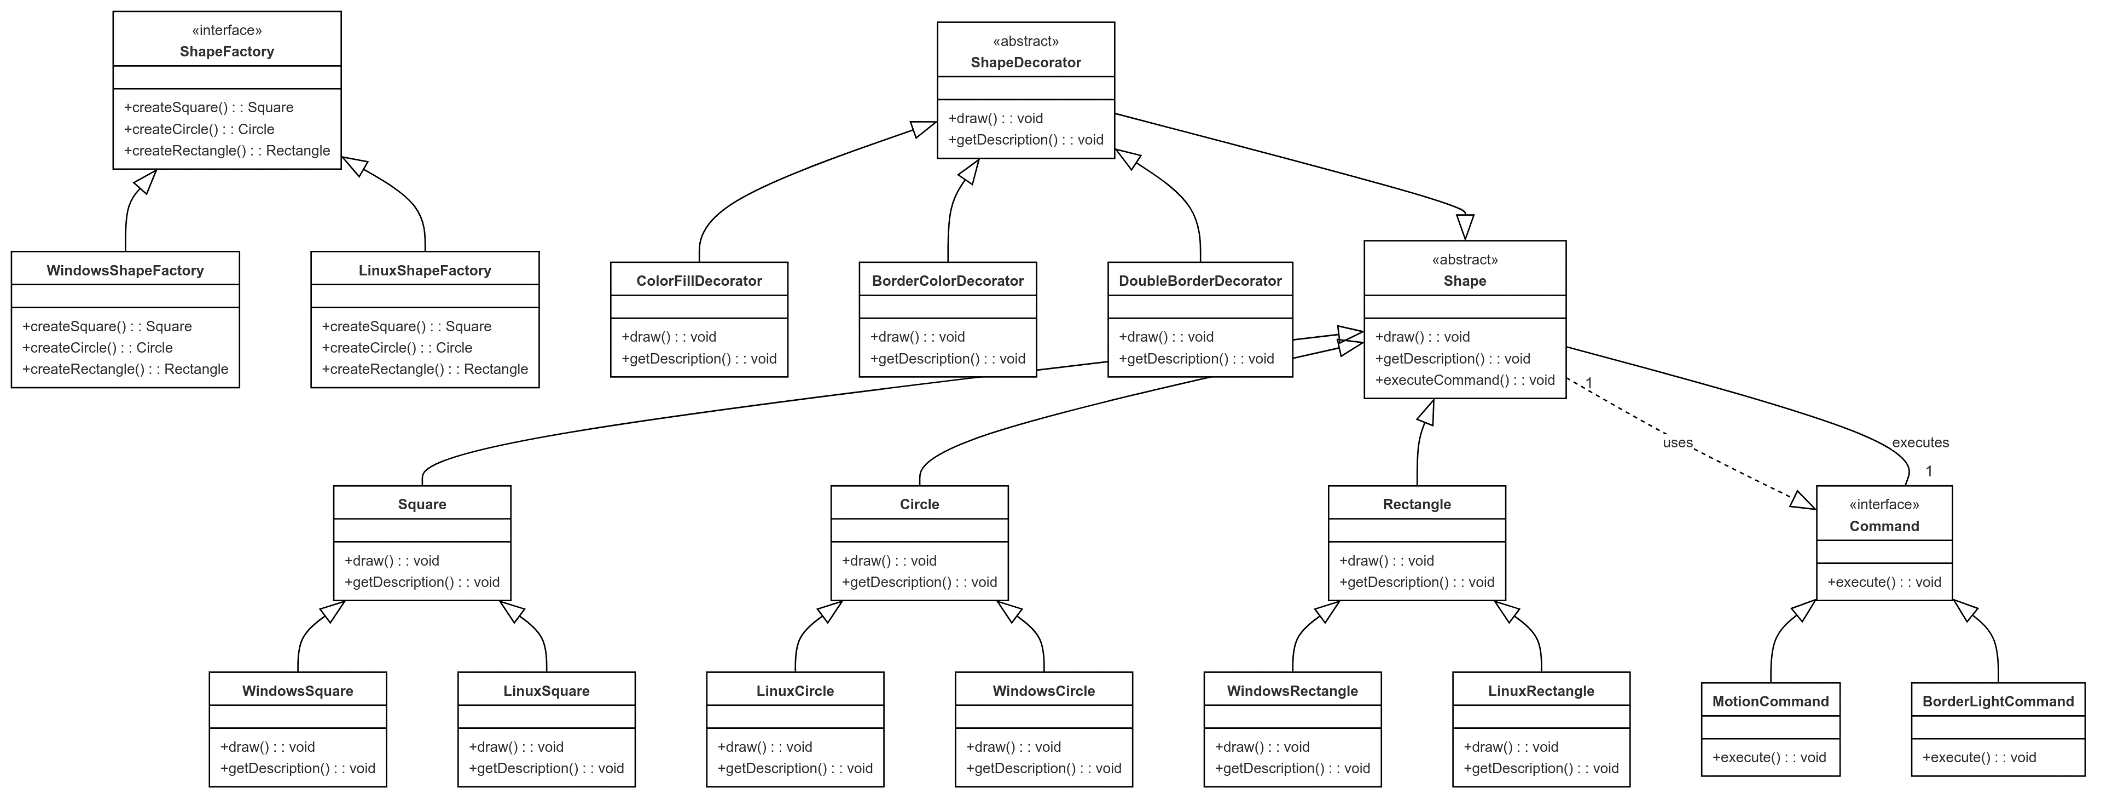 «interface»
ShapeFactory
+createSquare() : : Square
+createCircle() : : Circle
+createRectangle() : : Rectangle
«abstract»
ShapeDecorator
+draw() : : void
+getDescription() : : void
WindowsShapeFactory
+createSquare() : : Square
+createCircle() : : Circle
+createRectangle() : : Rectangle
LinuxShapeFactory
+createSquare() : : Square
+createCircle() : : Circle
+createRectangle() : : Rectangle
ColorFillDecorator
+draw() : : void
+getDescription() : : void
BorderColorDecorator
+draw() : : void
+getDescription() : : void
DoubleBorderDecorator
+draw() : : void
+getDescription() : : void
«abstract»
Shape
+draw() : : void
+getDescription() : : void
+executeCommand() : : void
1
uses
executes
1
Square
+draw() : : void
+getDescription() : : void
Circle
+draw() : : void
+getDescription() : : void
Rectangle
+draw() : : void
+getDescription() : : void
«interface»
Command
+execute() : : void
WindowsSquare
+draw() : : void
+getDescription() : : void
LinuxSquare
+draw() : : void
+getDescription() : : void
LinuxCircle
+draw() : : void
+getDescription() : : void
WindowsCircle
+draw() : : void
+getDescription() : : void
WindowsRectangle
+draw() : : void
+getDescription() : : void
LinuxRectangle
+draw() : : void
+getDescription() : : void
MotionCommand
+execute() : : void
BorderLightCommand
+execute() : : void